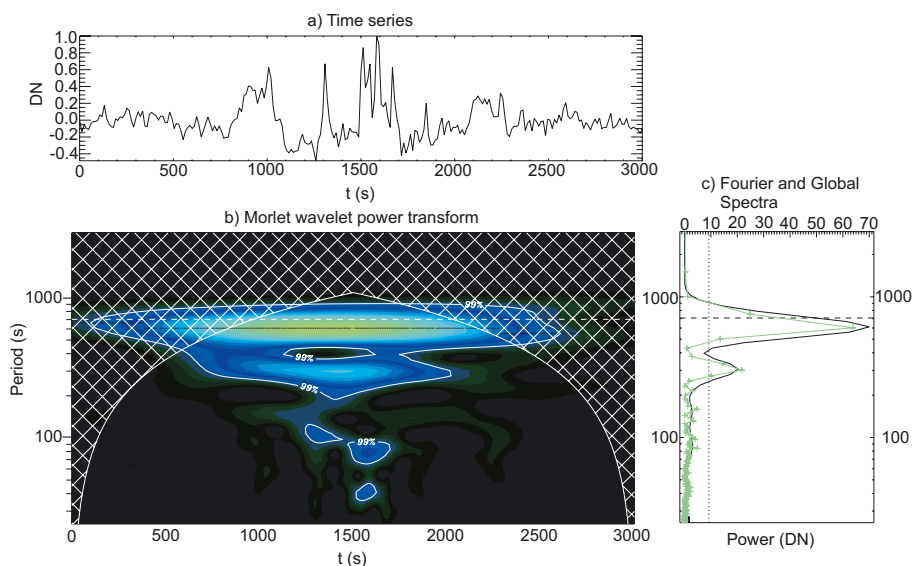 a) Time series
1.0
0.8
0.6
0.4
0.2
0.0
-0.2
-0.4
DN
0 500 1000 1500 2000 2500 3000
t (s)
b) Morlet wavelet power transform
1000
100
Period (s)
99%
99%
99%
99%
0 500 1000 1500 2000 2500 3000
t (s)
c) Fourier and Global
Spectra
0 10 20 30 40 50 60 70
1000 1000
100 100
Power (DN)